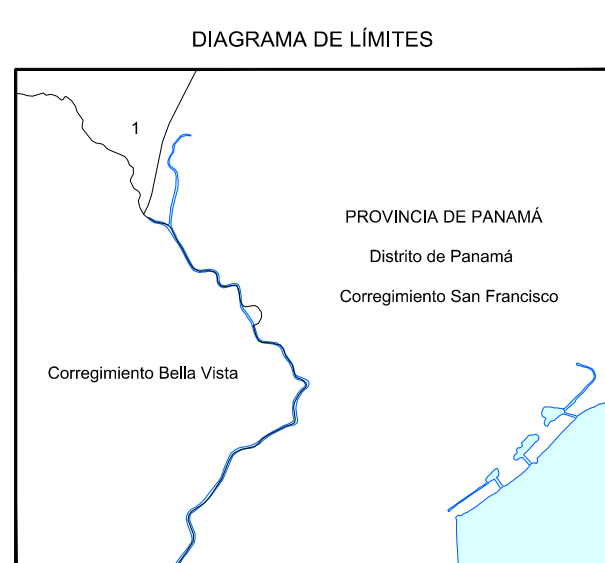 DIAGRAMA DE LÍMITES
1
PROVINCIA DE PANAMÁ
Distrito de Panamá
Corregimiento San Francisco
Corregimiento Bella Vista